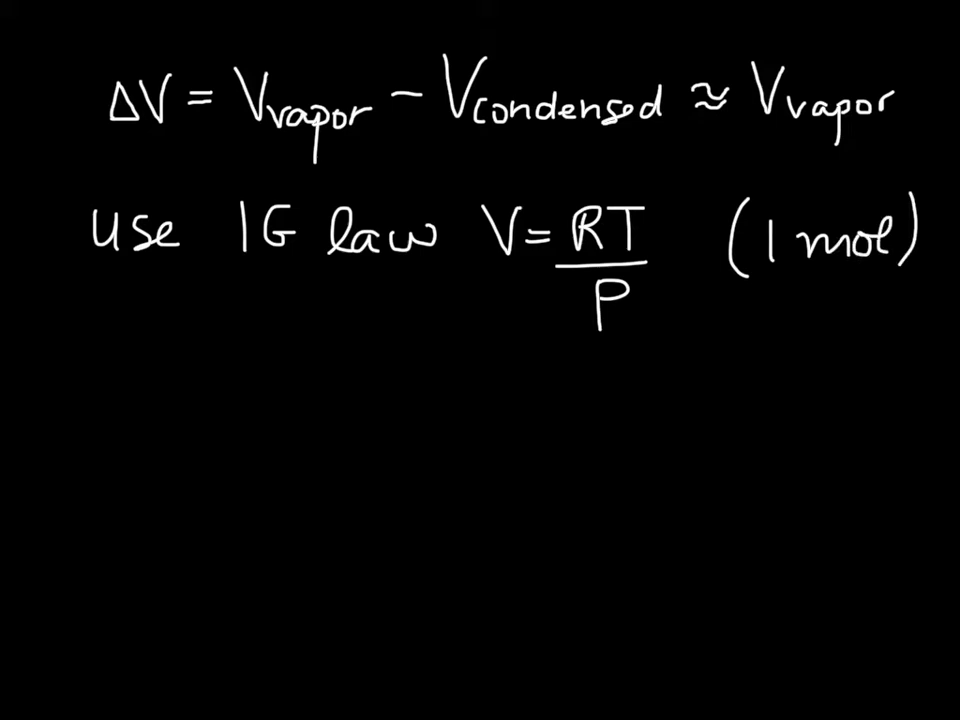 ΔV = Vvapor - Vcondensed ≈ Vvapor
use IG law V = RT/P (1 mol)